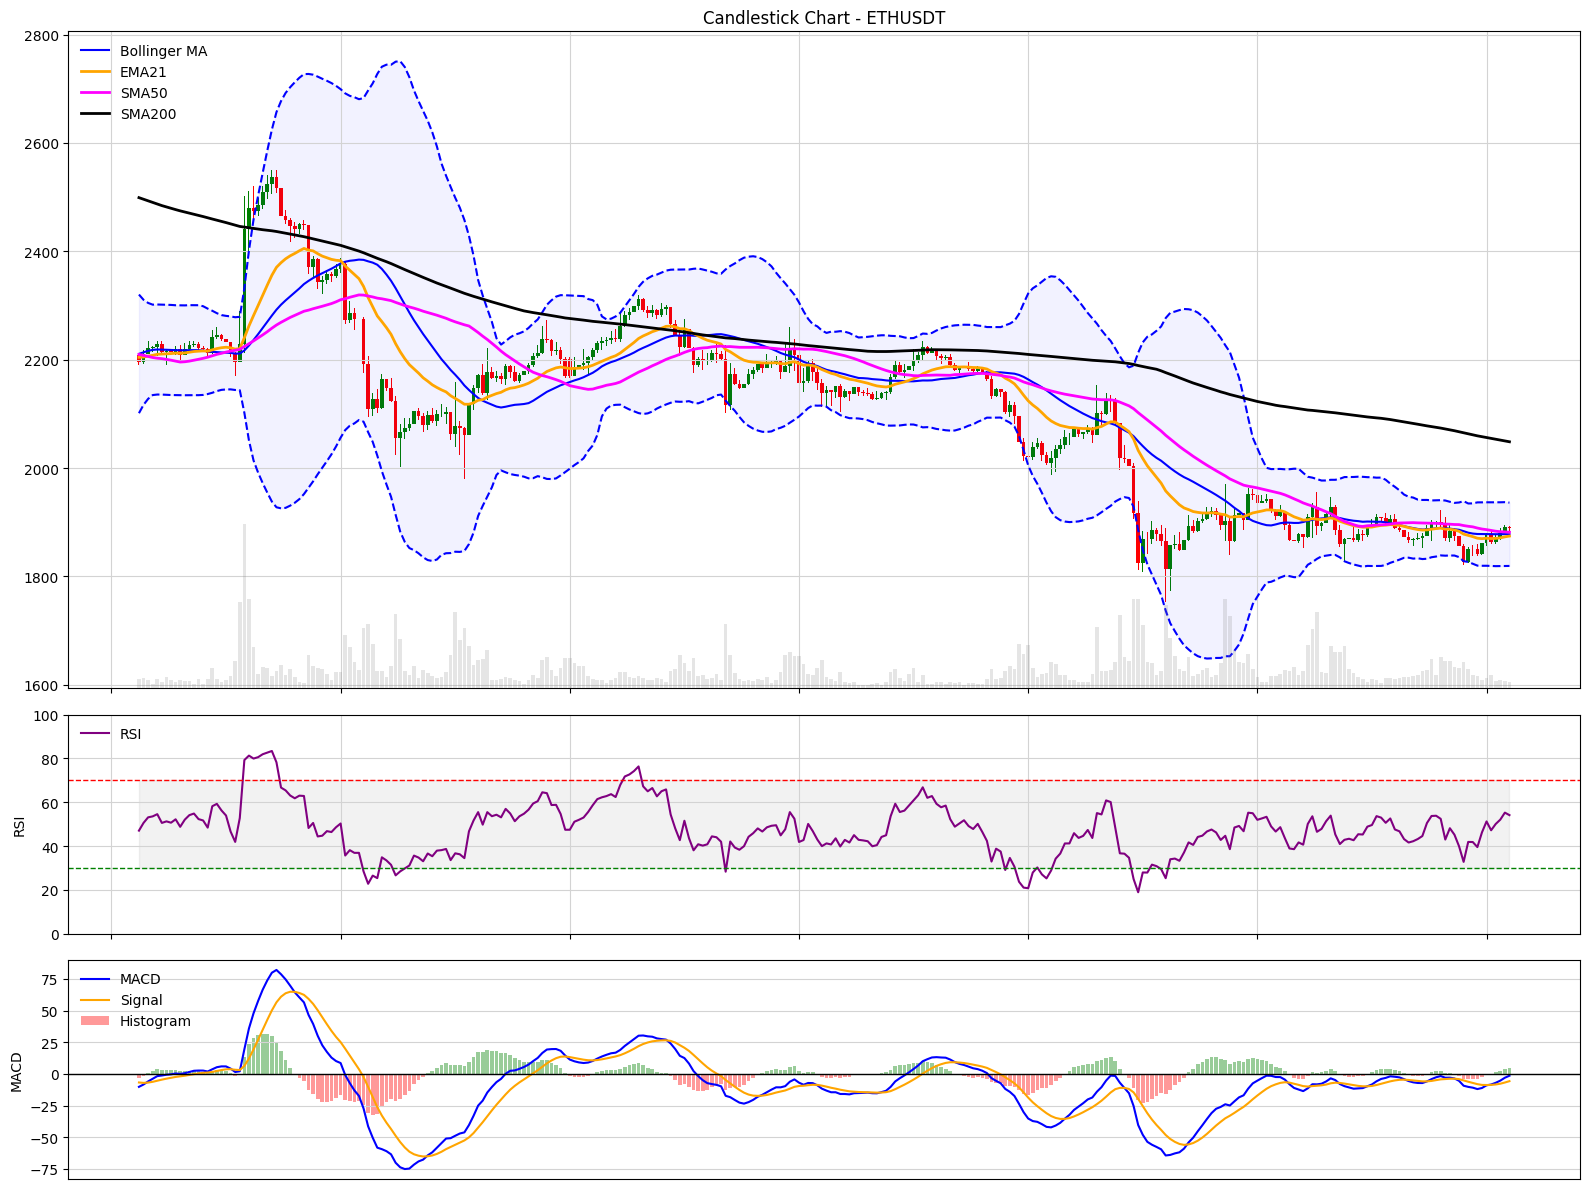 Candlestick Chart - ETHUSDT
2800
Bollinger MA
EMA21
SMA50
SMA200
2600
2400
2200
2000
1800
1600
100
RSI
80
60
RSI
40
20
0
MACD
75
Signal
50
Histogram
25
MACD
0
−25
−50
−75